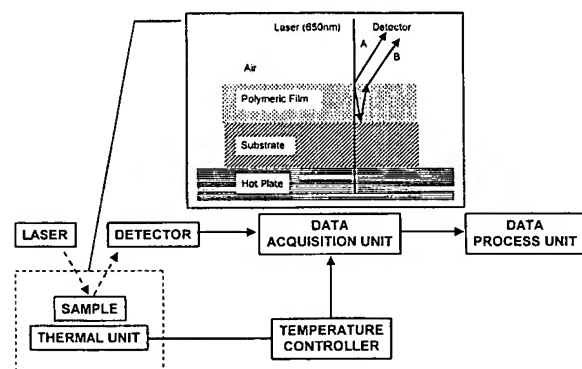 Laser (650nm) Detector
A
B
Air
Polymeric Film
Substrate
Hot Plate
LASER
DETECTOR
DATA
ACQUISITION UNIT
DATA
PROCESS UNIT
SAMPLE
THERMAL UNIT
TEMPERATURE
CONTROLLER